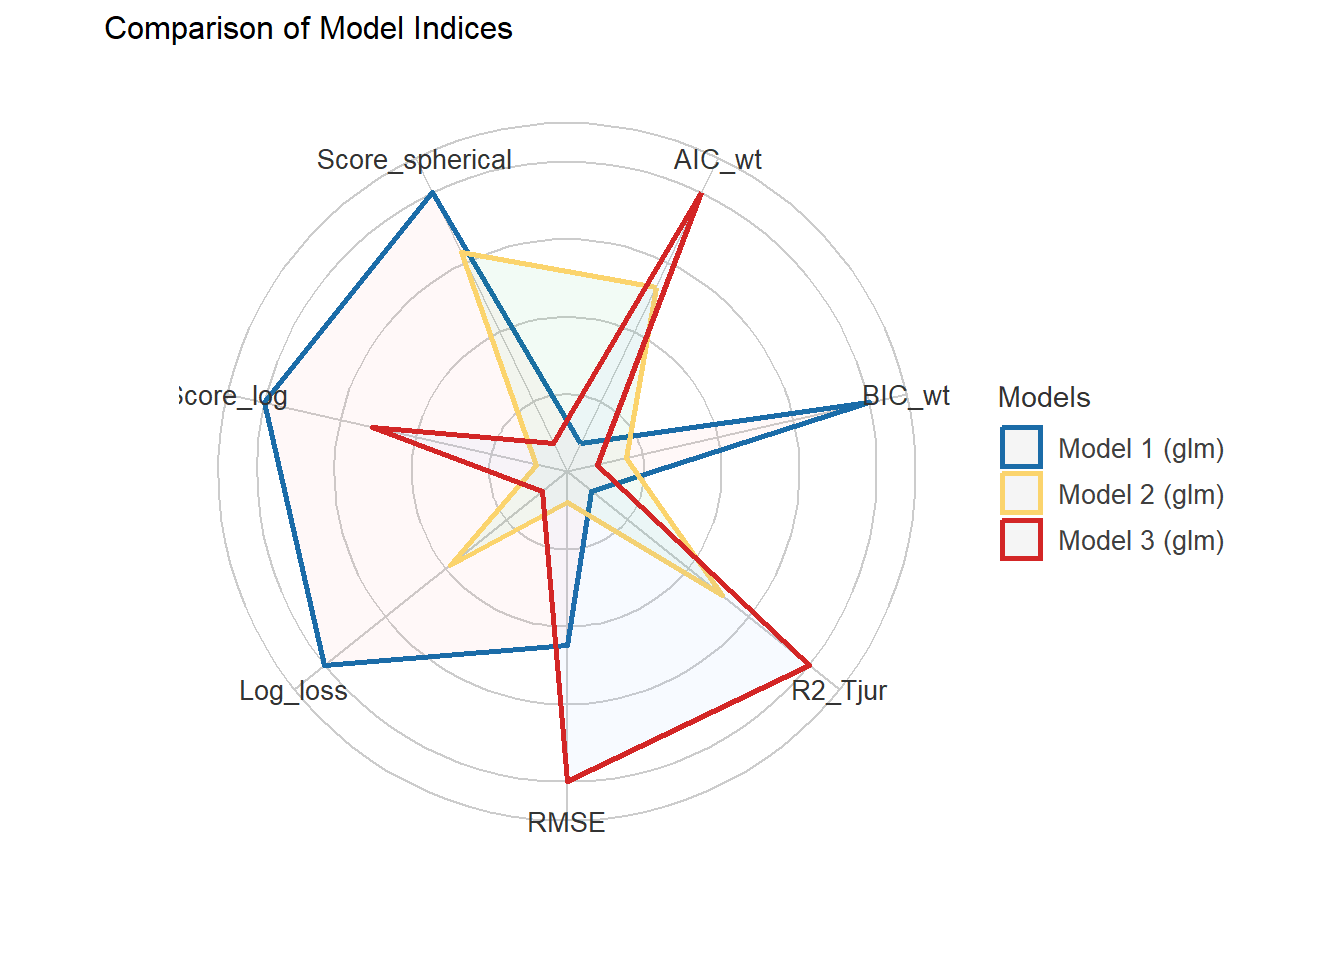 Comparison of Model Indices
Score_spherical
AIC_wt
Score_log
BIC_wt
Log_loss
R2_Tjur
RMSE
Models
Model 1 (glm)
Model 2 (glm)
Model 3 (glm)